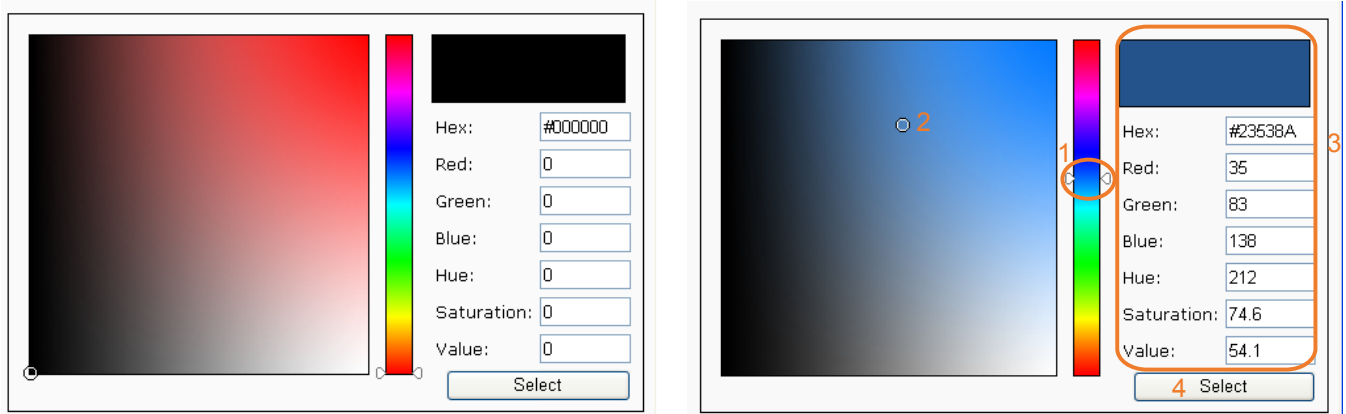 Hex: #000000
Red: 0
Green: 0
Blue: 0
Hue: 0
Saturation: 0
Value: 0
Select
1
2
3
Hex: #23538A
Red: 35
Green: 83
Blue: 138
Hue: 212
Saturation: 74.6
Value: 54.1
4 Select